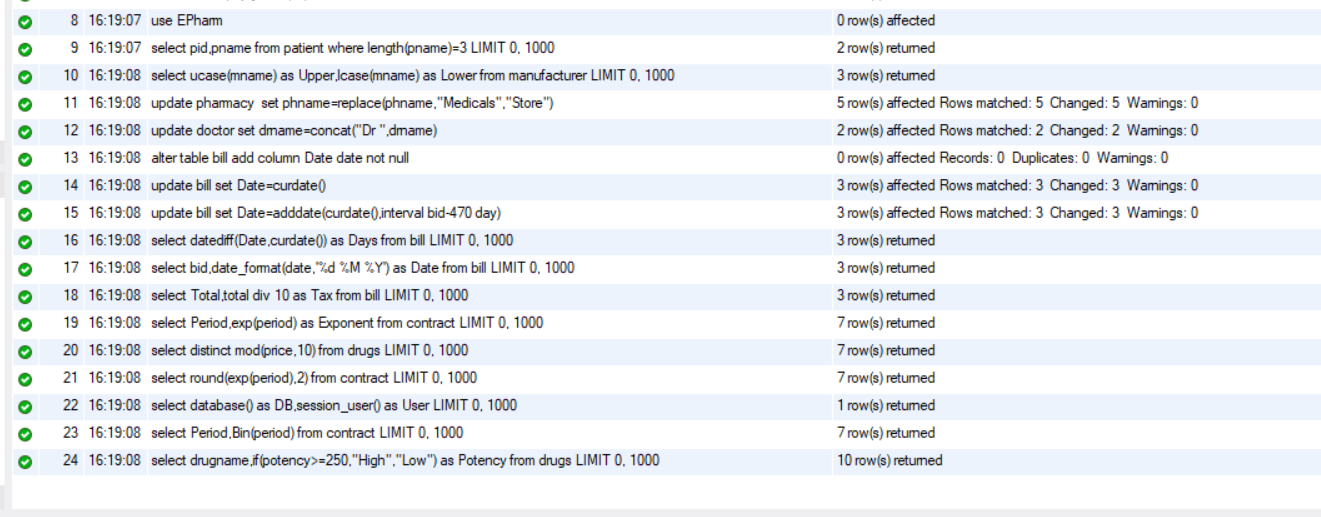 8 16:19:07 use EPham 0 row(s) affected
9 16:19:07 select pid,pname from patient where length(pname)=3 LIMIT 0, 1000 2 row(s) returned
10 16:19:08 select ucase(mname) as Upper,lcase(mname) as Lower from manufacturer LIMIT 0, 1000 3 row(s) returned
11 16:19:08 update pharmacy set phname=replace(phname,"Medicals","Store") 5 row(s) affected Rows matched: 5 Changed: 5 Warnings: 0
12 16:19:08 update doctor set dmame=concat("Dr ",dmame) 2 row(s) affected Rows matched: 2 Changed: 2 Warnings: 0
13 16:19:08 alter table bill add column Date date not null 0 row(s) affected Records: 0 Duplicates: 0 Warnings: 0
14 16:19:08 update bill set Date=curdate() 3 row(s) affected Rows matched: 3 Changed: 3 Warnings: 0
15 16:19:08 update bill set Date=adddate(curdate(),interval bid-470 day) 3 row(s) affected Rows matched: 3 Changed: 3 Warnings: 0
16 16:19:08 select datediff(Date,curdate()) as Days from bill LIMIT 0, 1000 3 row(s) returned
17 16:19:08 select bid,date_format(date,"%d %M %Y") as Date from bill LIMIT 0, 1000 3 row(s) returned
18 16:19:08 select Total,total div 10 as Tax from bill LIMIT 0, 1000 3 row(s) returned
19 16:19:08 select Period,exp(period) as Exponent from contract LIMIT 0, 1000 7 row(s) returned
20 16:19:08 select distinct mod(price,10) from drugs LIMIT 0, 1000 7 row(s) returned
21 16:19:08 select round(exp(period),2) from contract LIMIT 0, 1000 7 row(s) returned
22 16:19:08 select database() as DB,session_user() as User LIMIT 0, 1000 1 row(s) returned
23 16:19:08 select Period,Bin(period) from contract LIMIT 0, 1000 7 row(s) returned
24 16:19:08 select drugname,if(potency>=250,"High","Low") as Potency from drugs LIMIT 0, 1000 10 row(s) returned